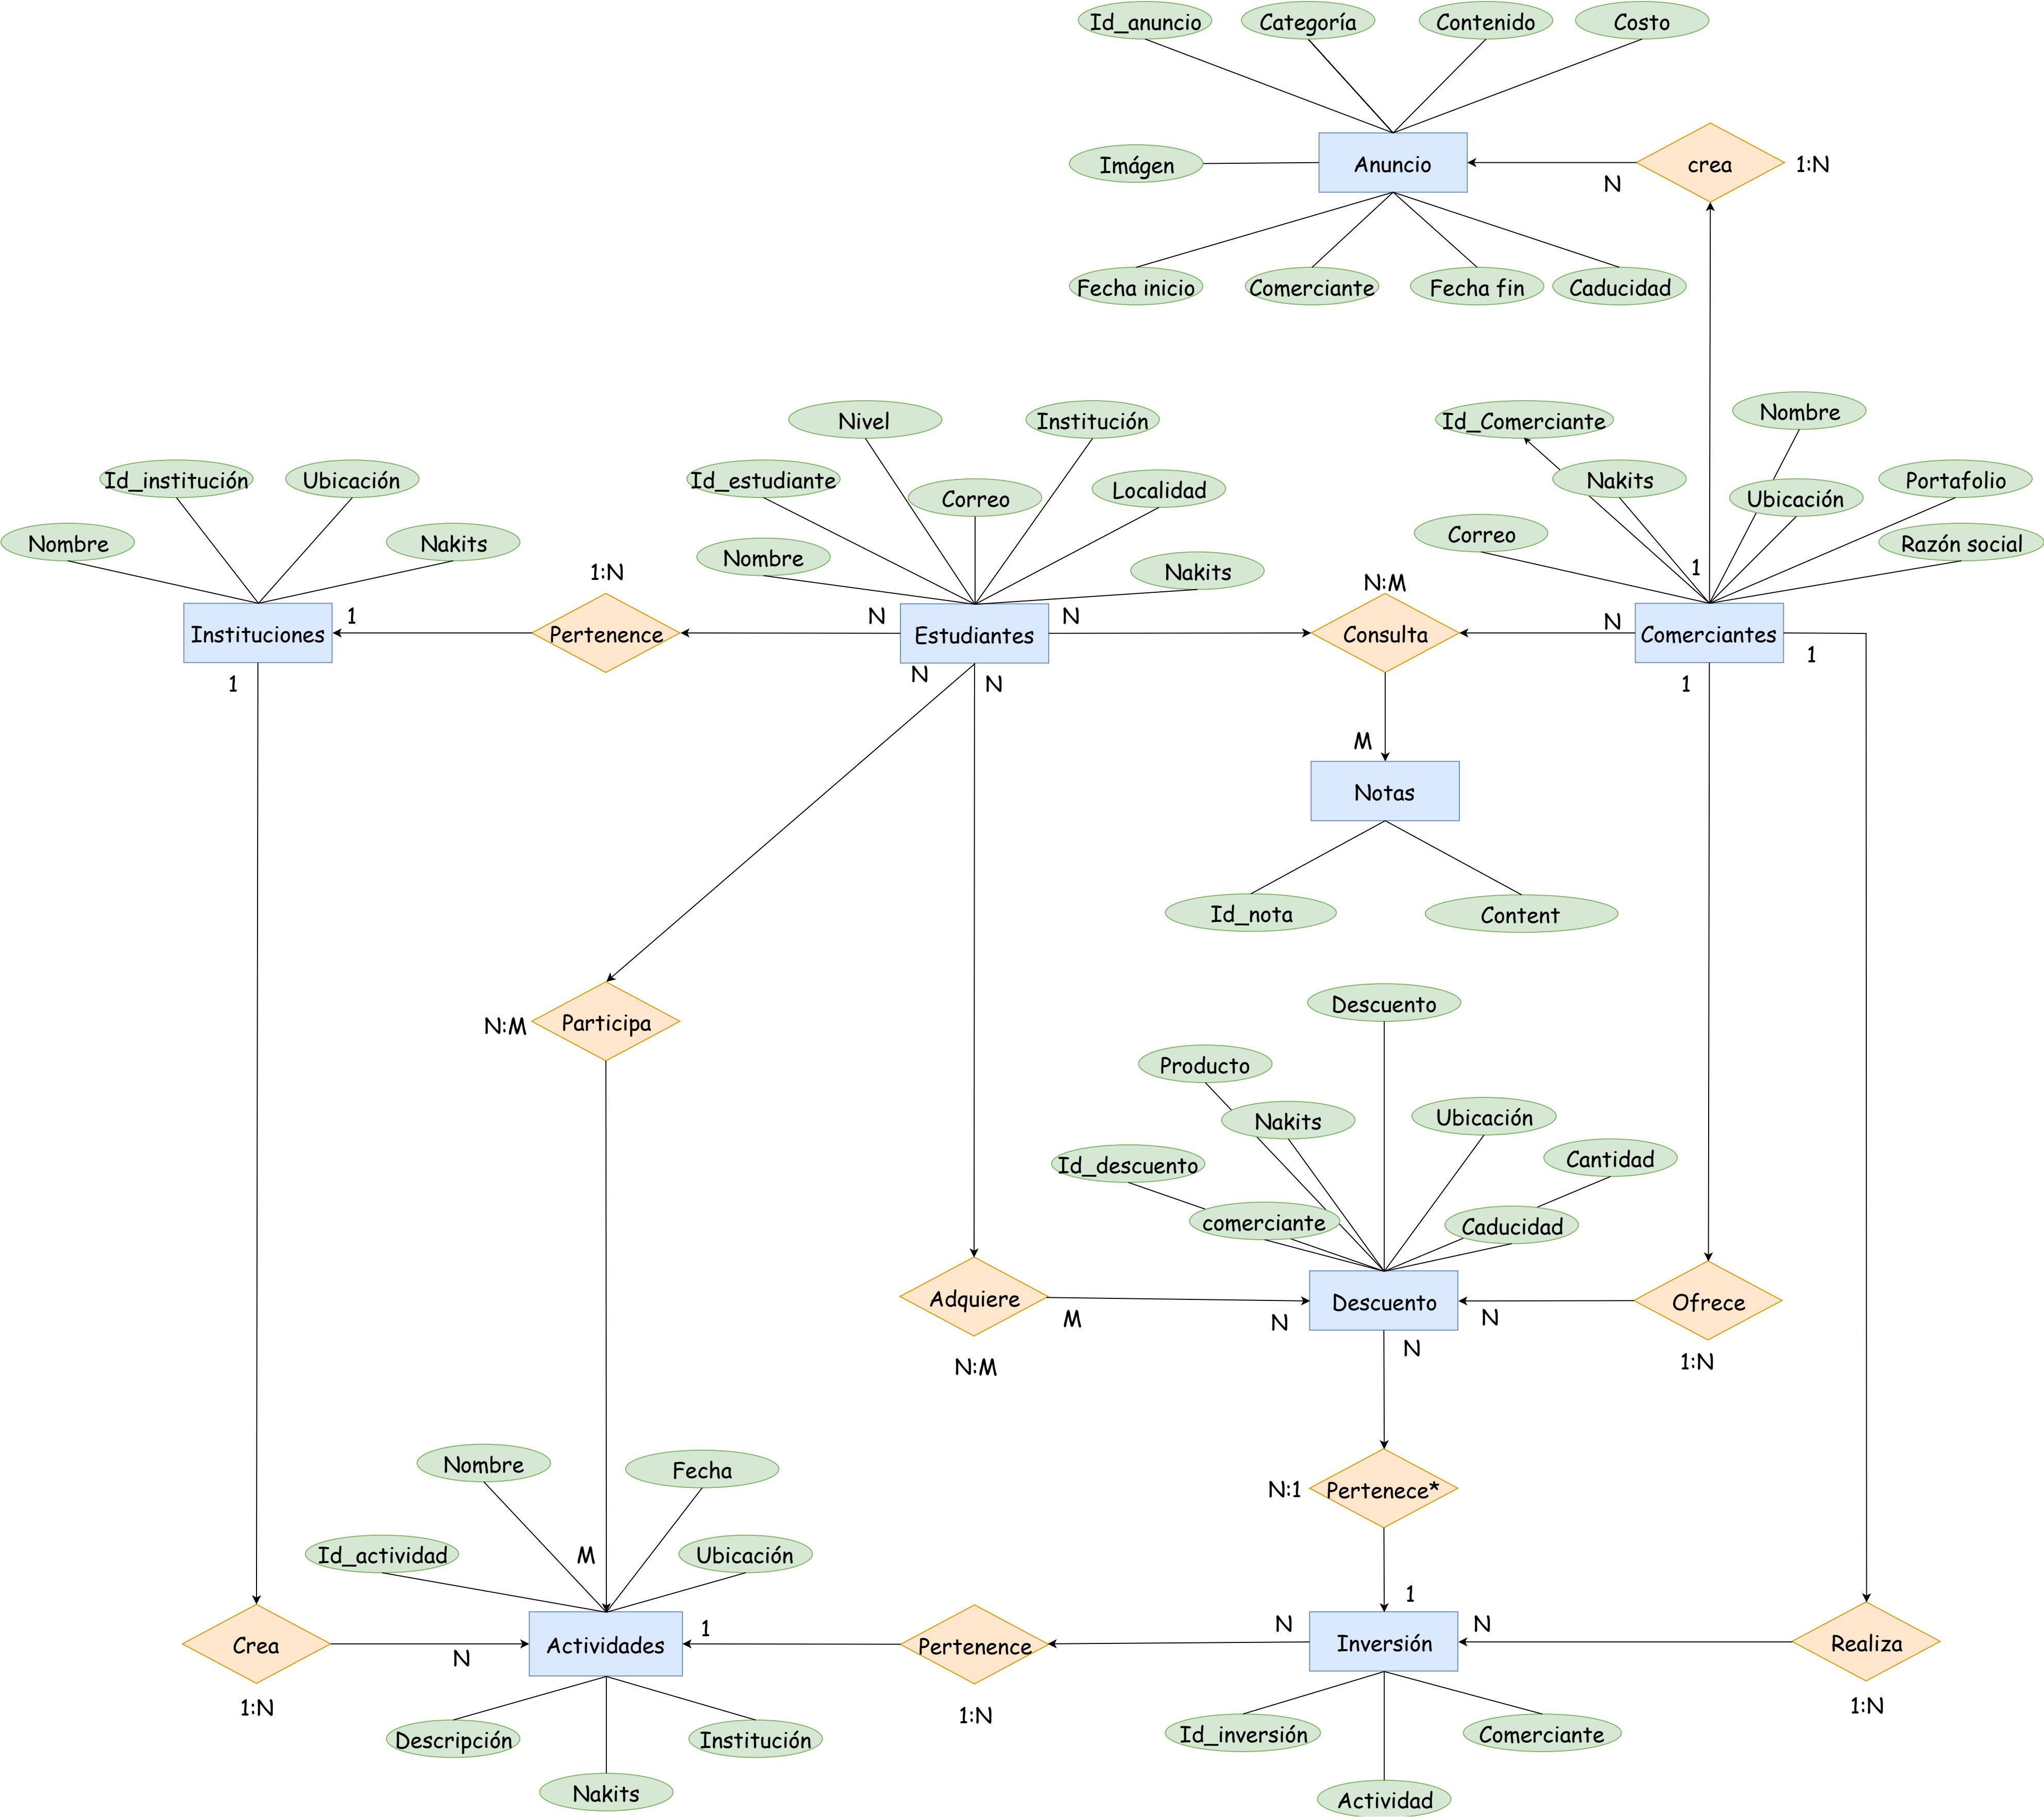 Id_anuncio
Categoría
Contenido
Costo
Imágen
Anuncio
crea
1:N
N
Fecha inicio
Comerciante
Fecha fin
Caducidad
Nivel
Institución
Id_Comerciante
Nombre
Id_institución
Ubicación
Id_estudiante
Correo
Localidad
Nakits
Ubicación
Portafolio
Nombre
Nakits
Nombre
Nakits
Correo
Razón social
1:N
N:M
1
Instituciones
1
Pertenence
N
Estudiantes
N
Consulta
N
Comerciantes
1
1
N
N
1
M
Notas
Id_nota
Content
Descuento
N:M
Participa
Producto
Nakits
Ubicación
Id_descuento
Cantidad
comerciante
Caducidad
Adquiere
M
N
Descuento
N
Ofrece
N:M
N
1:N
Nombre
Fecha
N:1
Pertenece*
Id_actividad
M
Ubicación
1
Crea
N
Actividades
1
Pertenence
N
Inversión
N
Realiza
1:N
1:N
1:N
Descripción
Institución
Nakits
Id_inversión
Comerciante
Actividad